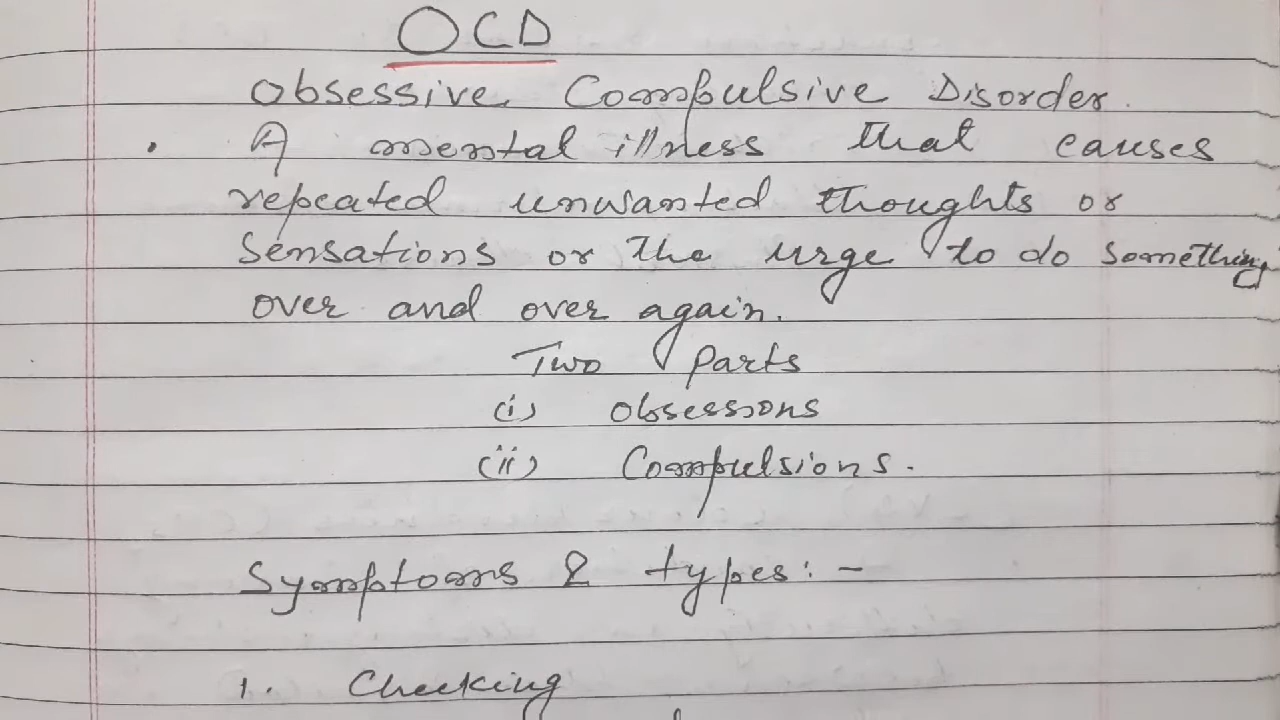 OCD
Obsessive Compulsive Disorder.
• A mental illness that causes
repeated unwanted thoughts or
sensations or the urge to do something
over and over again.
Two parts
(i) Obsessions
(ii) Compulsions.
Symptoms & types: -
1. Checking